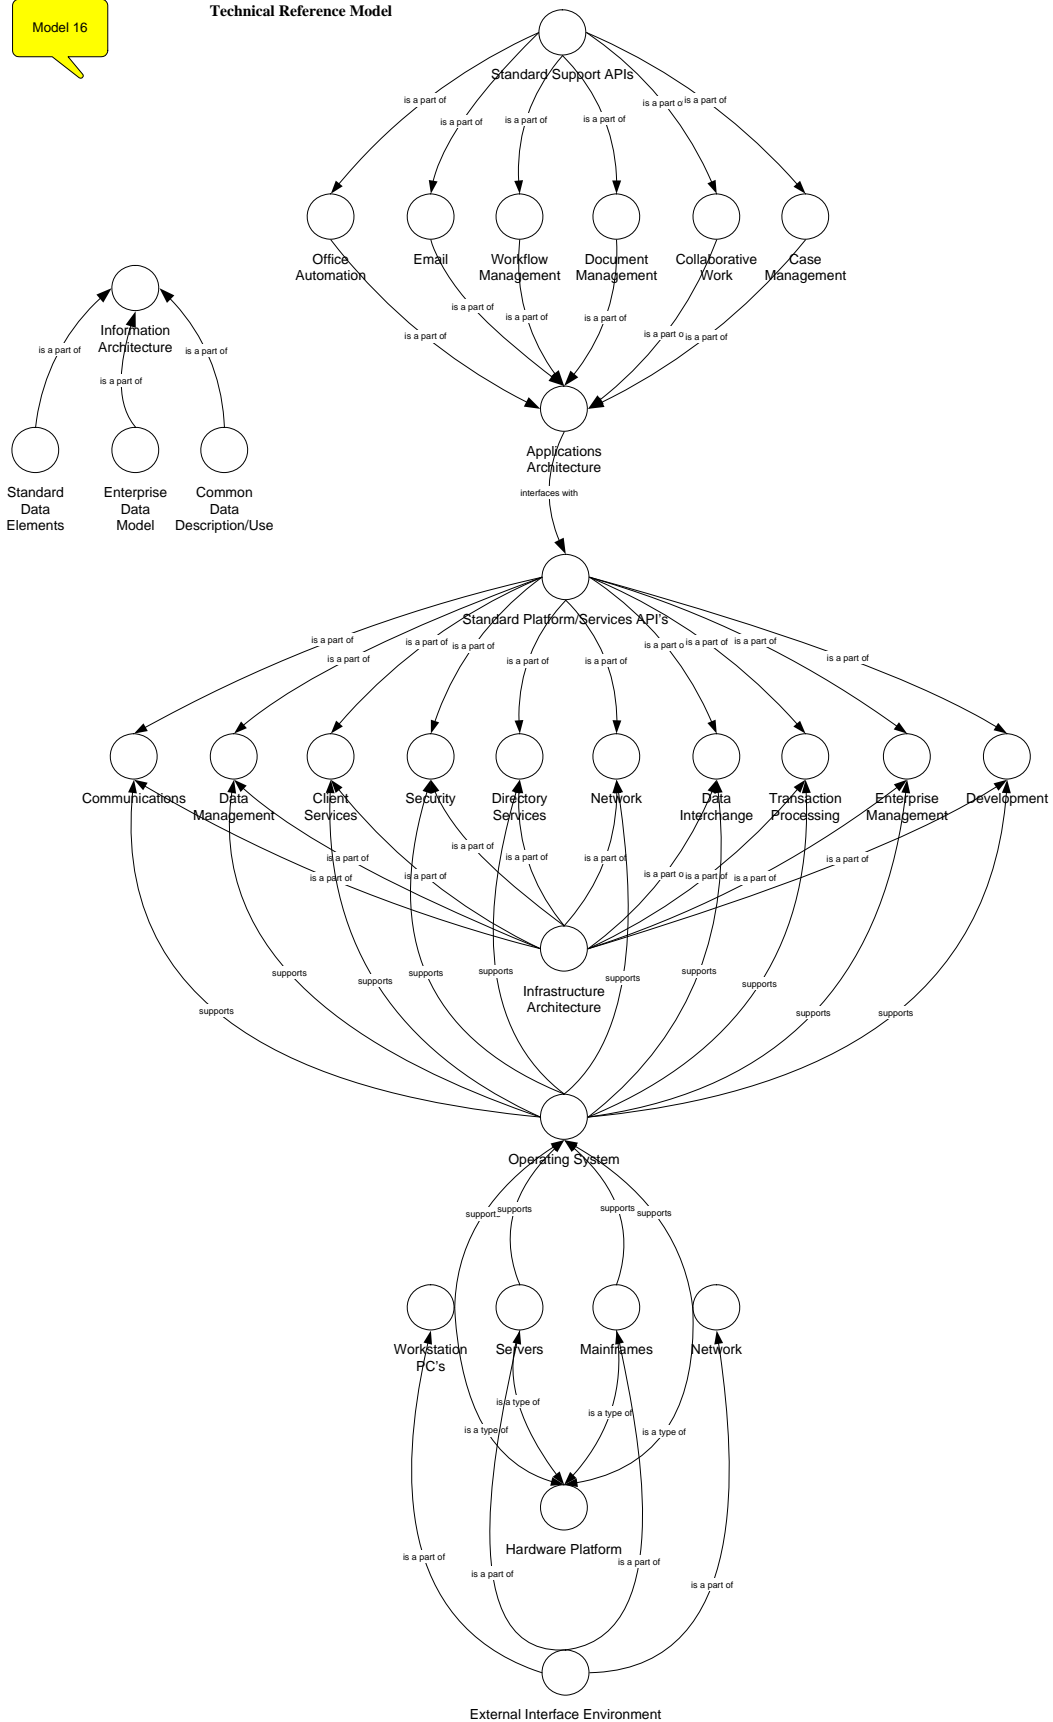 Model 16
Technical Reference Model
Standard Support APIs
is a part of
is a part of
is a part of
is a part of
is a part o
is a part of
Office
Automation
Email
Workflow
Management
Document
Management
Collaborative
Work
Case
Management
is a part of
is a part of
is a part of
is a part of
is a part o
is a part of
Information
Architecture
is a part of
is a part of
is a part of
Standard
Data
Elements
Enterprise
Data
Model
Common
Data
Description/Use
Applications
Architecture
interfaces with
Standard Platform/Services API's
is a part of
is a part of
is a part of
is a part of
is a part of
is a part of
is a part o
is a part of
is a part of
is a part of
Communications
Data
Management
Client
Services
Security
Directory
Services
Network
Data
Interchange
Transaction
Processing
Enterprise
Management
Development
is a part of
is a part of
is a part of
is a part of
is a part of
is a part of
is a part o
is a part of
is a part of
is a part of
Infrastructure
Architecture
supports
supports
supports
supports
supports
supports
supports
supports
supports
supports
Operating System
support
supports
supports
supports
Workstation
PC's
Servers
Mainframes
Network
is a type of
is a type of
is a type of
is a type of
Hardware Platform
is a part of
is a part of
is a part of
is a part of
External Interface Environment